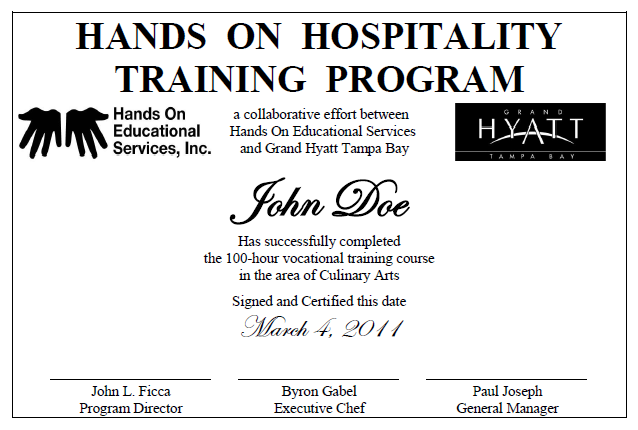 HANDS ON HOSPITALITY
TRAINING PROGRAM
Hands On
Educational
Services, Inc.
a collaborative effort between
Hands On Educational Services
and Grand Hyatt Tampa Bay
GRAND
HYATT
TAMPA BAY
John Doe
Has successfully completed
the 100-hour vocational training course
in the area of Culinary Arts
Signed and Certified this date
March 4, 2011
John L. Ficca
Program Director
Byron Gabel
Executive Chef
Paul Joseph
General Manager